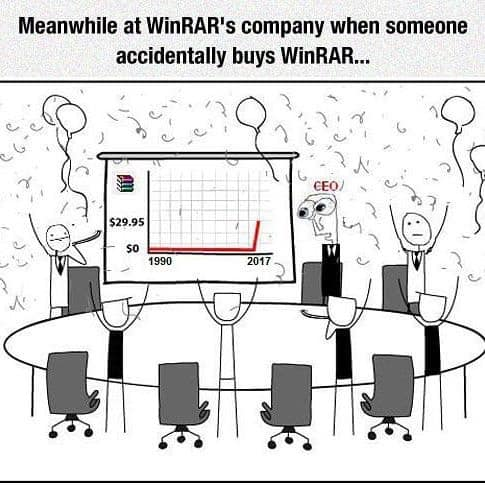 Meanwhile at WinRAR's company when someone
accidentally buys WinRAR...
CEO
$29.95
$0
1990 2017